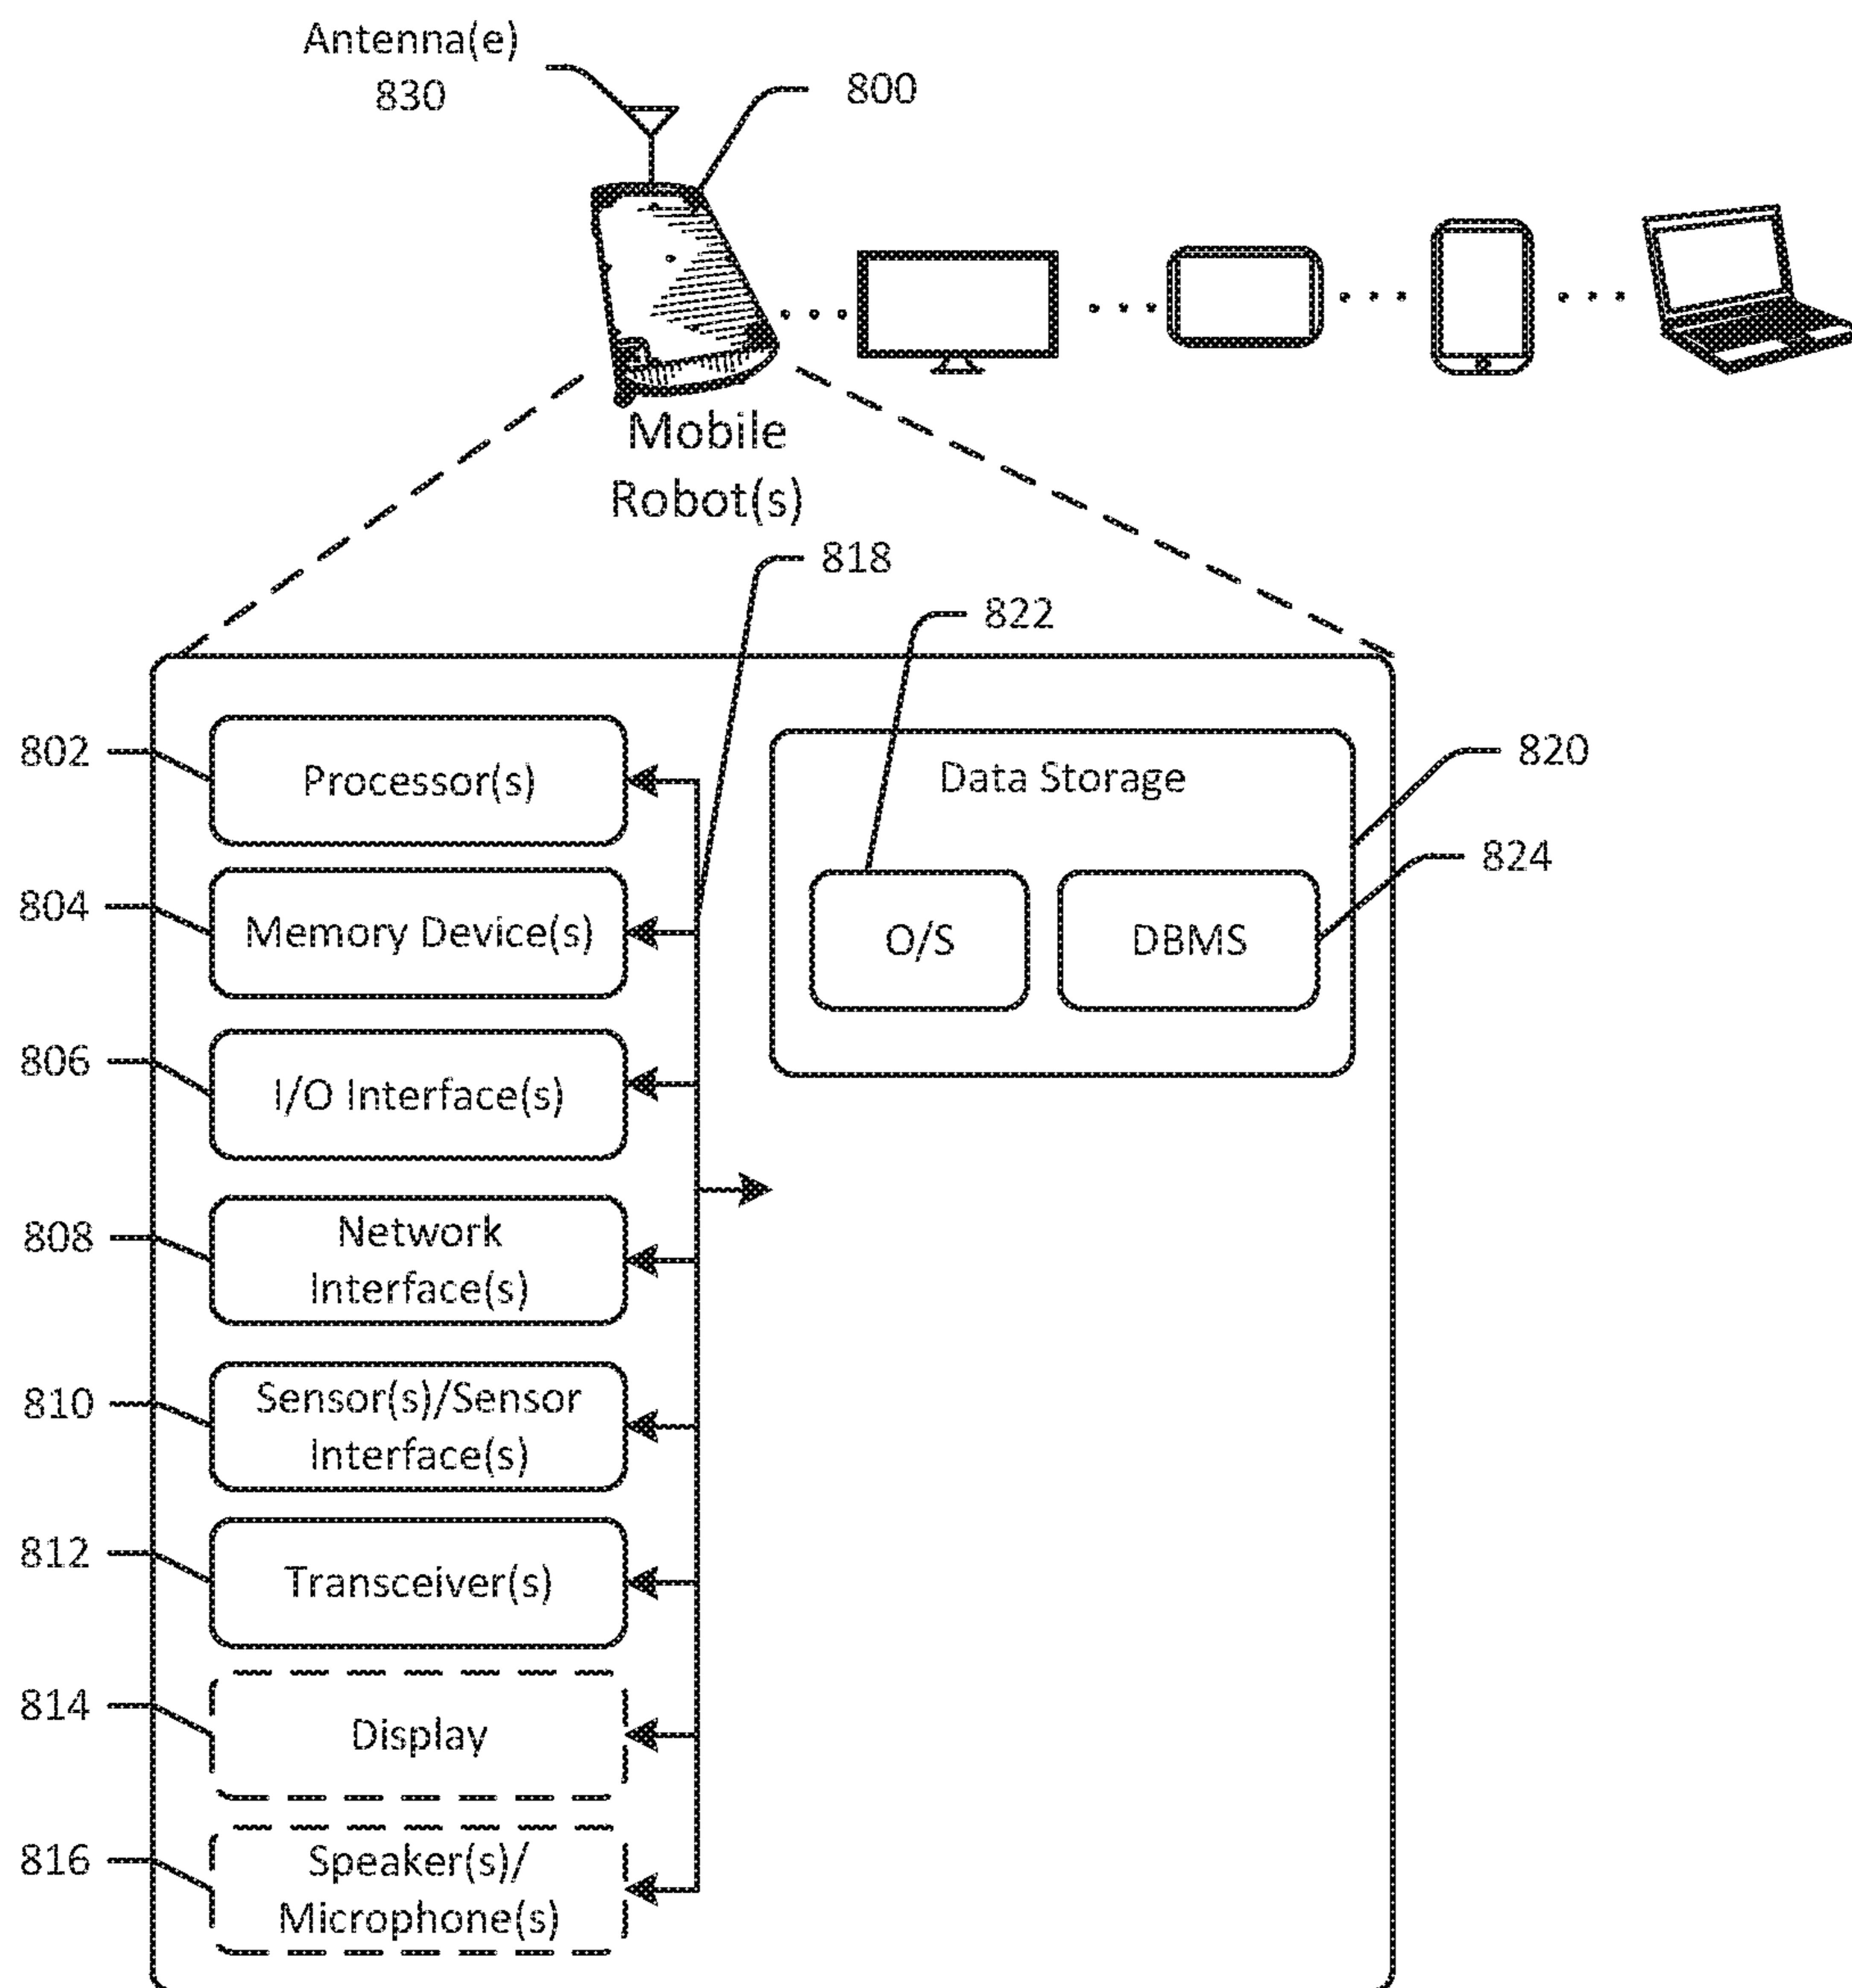 Antenna(e)
830
800
Mobile
Robot(s)
818
822
802
Processor(s)
Data Storage
820
824
804
Memory Device(s)
O/S
DBMS
806
I/O Interface(s)
808
Network
Interface(s)
810
Sensor(s)/Sensor
Interface(s)
812
Transceiver(s)
814
Display
816
Speaker(s)/
Microphone(s)